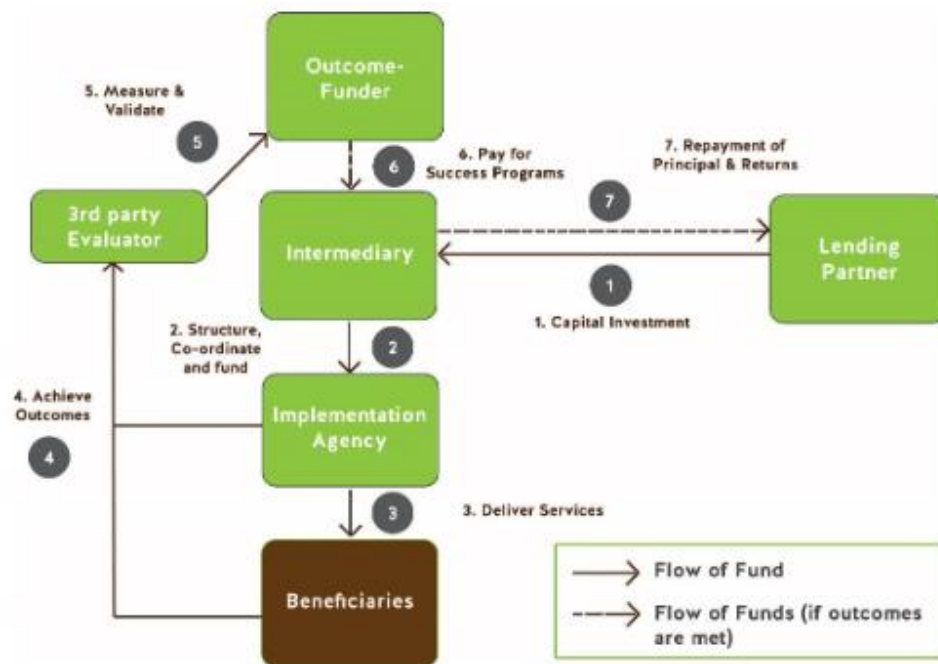 Outcome-
Funder
5. Measure &
Validate
5
6
6. Pay for
Success Programs
7. Repayment of
Principal & Returns
7
3rd party
Evaluator
Intermediary
Lending
Partner
1
1. Capital Investment
2. Structure,
Co-ordinate
and fund
2
4. Achieve
Outcomes
4
Implementation
Agency
3
3. Deliver Services
Beneficiaries
Flow of Fund
Flow of Funds (if outcomes
are met)